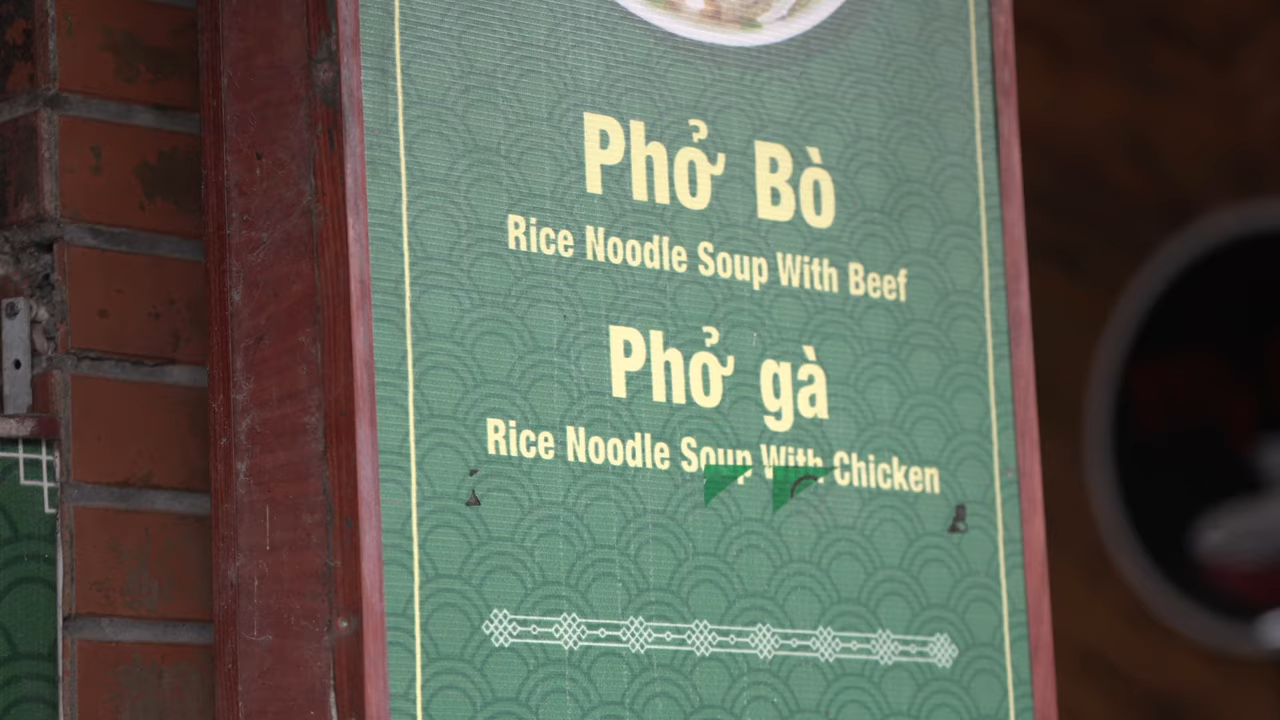 Phở Bò
Rice Noodle Soup With Beef
Phở gà
Rice Noodle Soup With Chicken